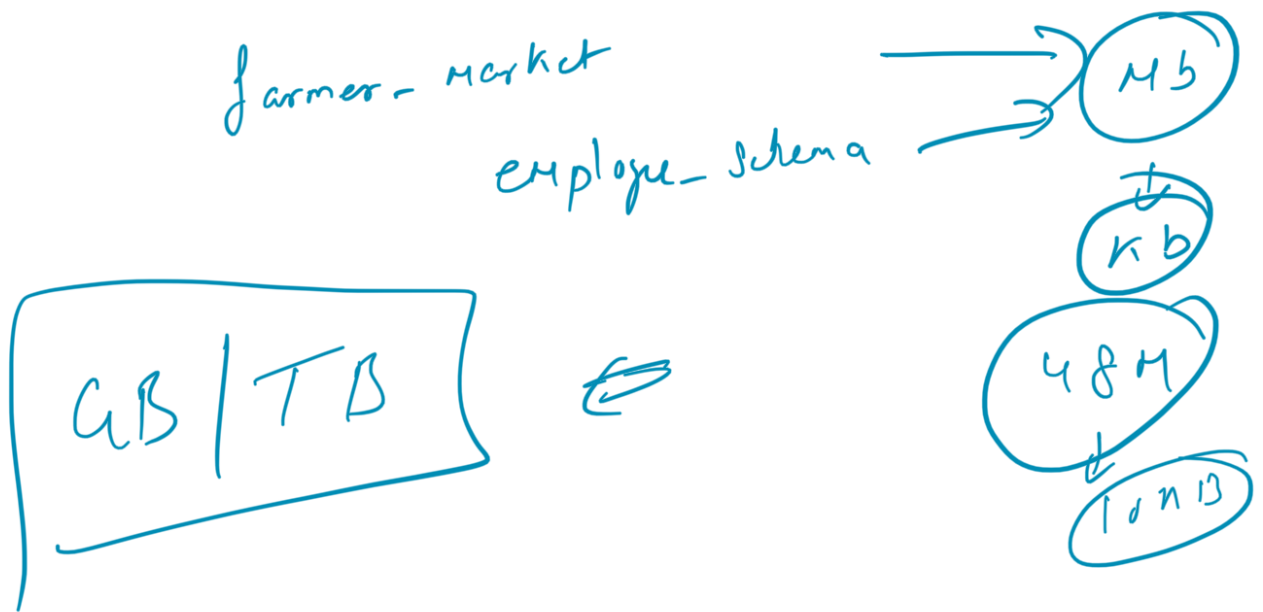 farmer_market
Mb
employee_schema
Kb
48M
GB | TB
10MB